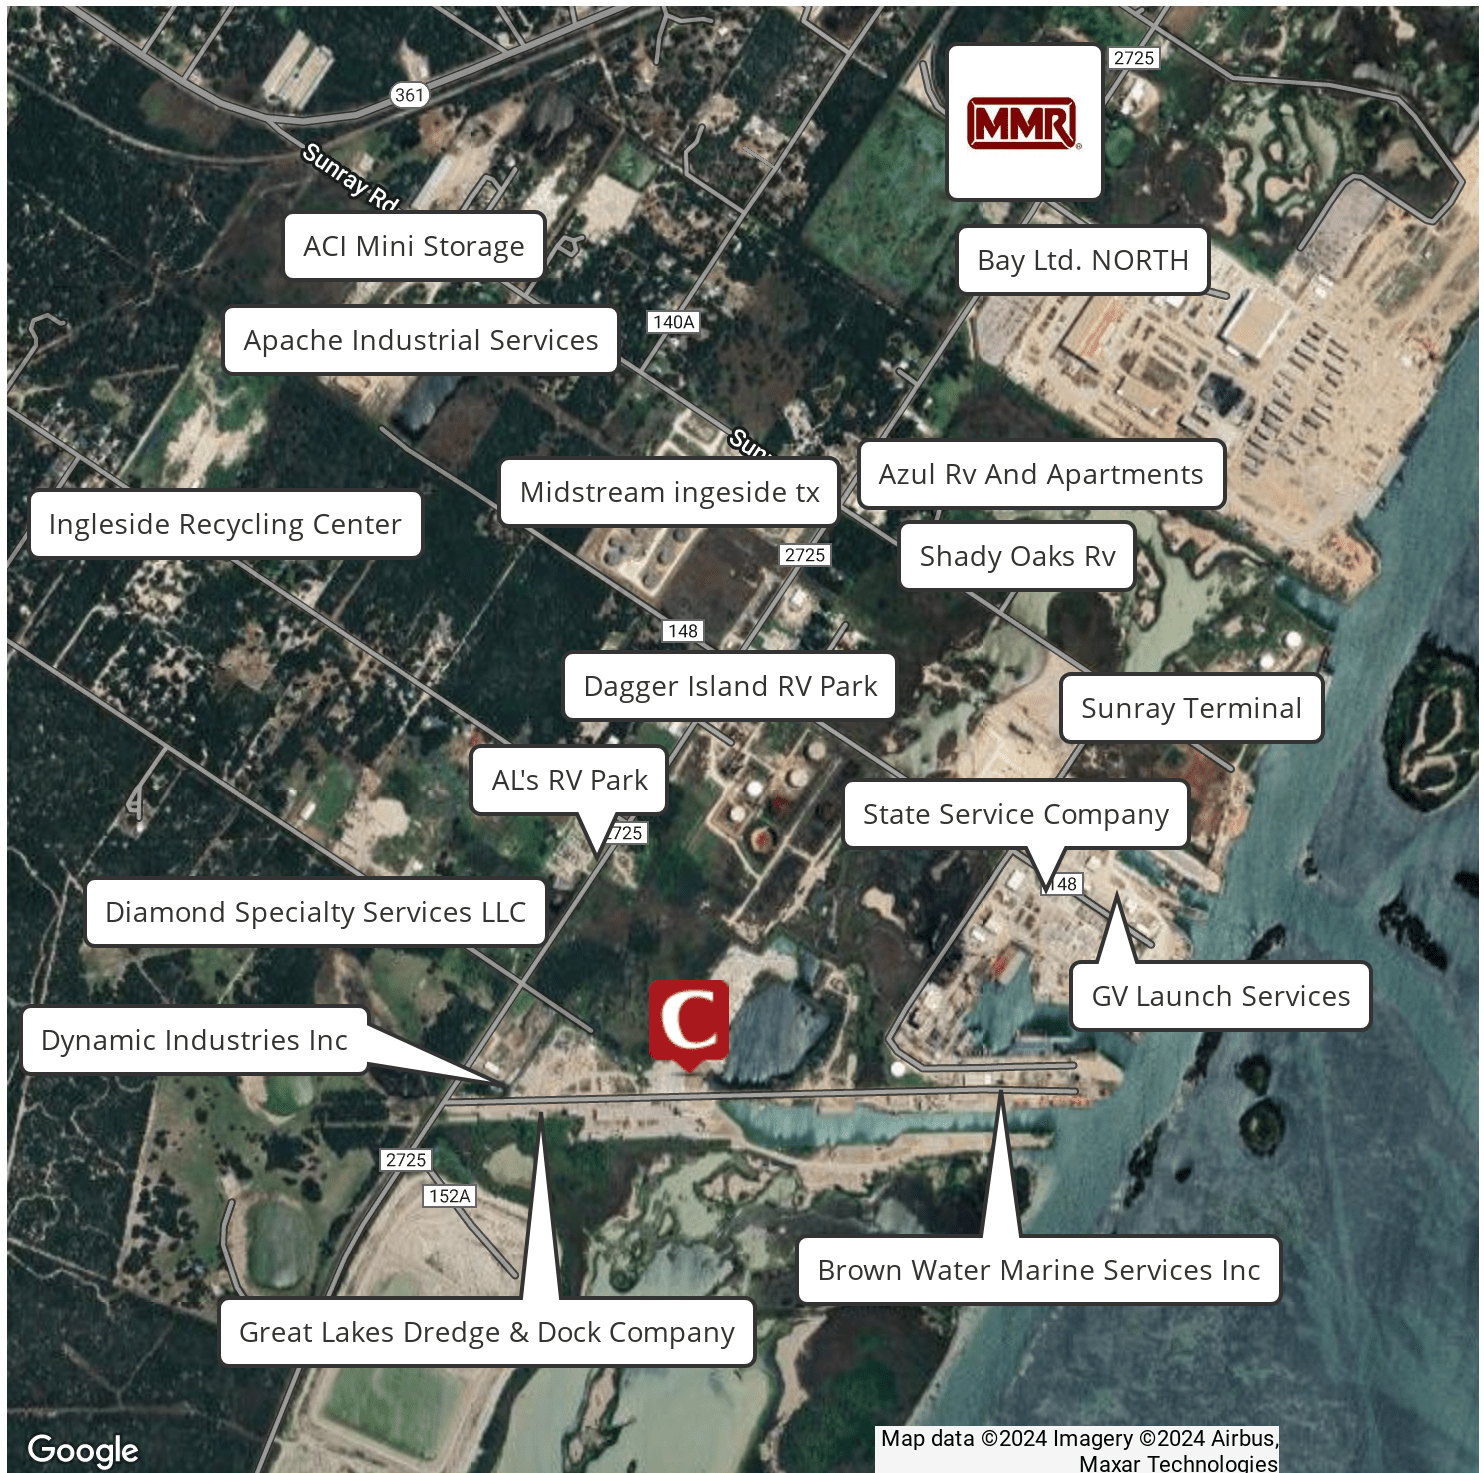 2725
361
MMR
®
Sunray Rd
ACI Mini Storage
Bay Ltd. NORTH
140A
Apache Industrial Services
Azul Rv And Apartments
Midstream ingeside tx
Ingleside Recycling Center
2725
Shady Oaks Rv
148
Dagger Island RV Park
Sunray Terminal
AL's RV Park
State Service Company
2725
148
Diamond Specialty Services LLC
C
GV Launch Services
Dynamic Industries Inc
2725
152A
Brown Water Marine Services Inc
Great Lakes Dredge & Dock Company
Google
Map data ©2024 Imagery ©2024 Airbus,
Maxar Technologies